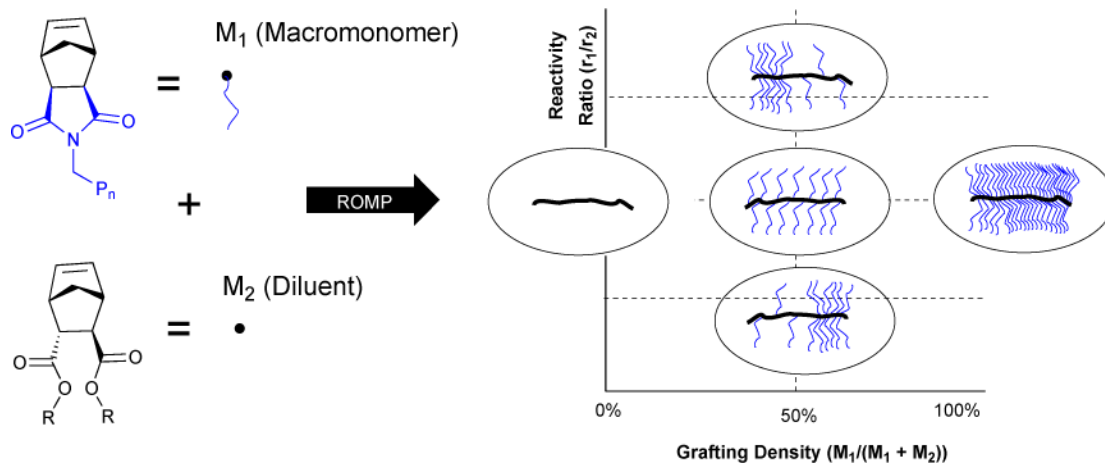 M₁ (Macromonomer)
=
O
O
N
Pₙ
+
ROMP
M₂ (Diluent)
=
O
O
O
O
R
R
Reactivity
Ratio (r₁/r₂)
0%
50%
100%
Grafting Density (M₁/(M₁ + M₂))